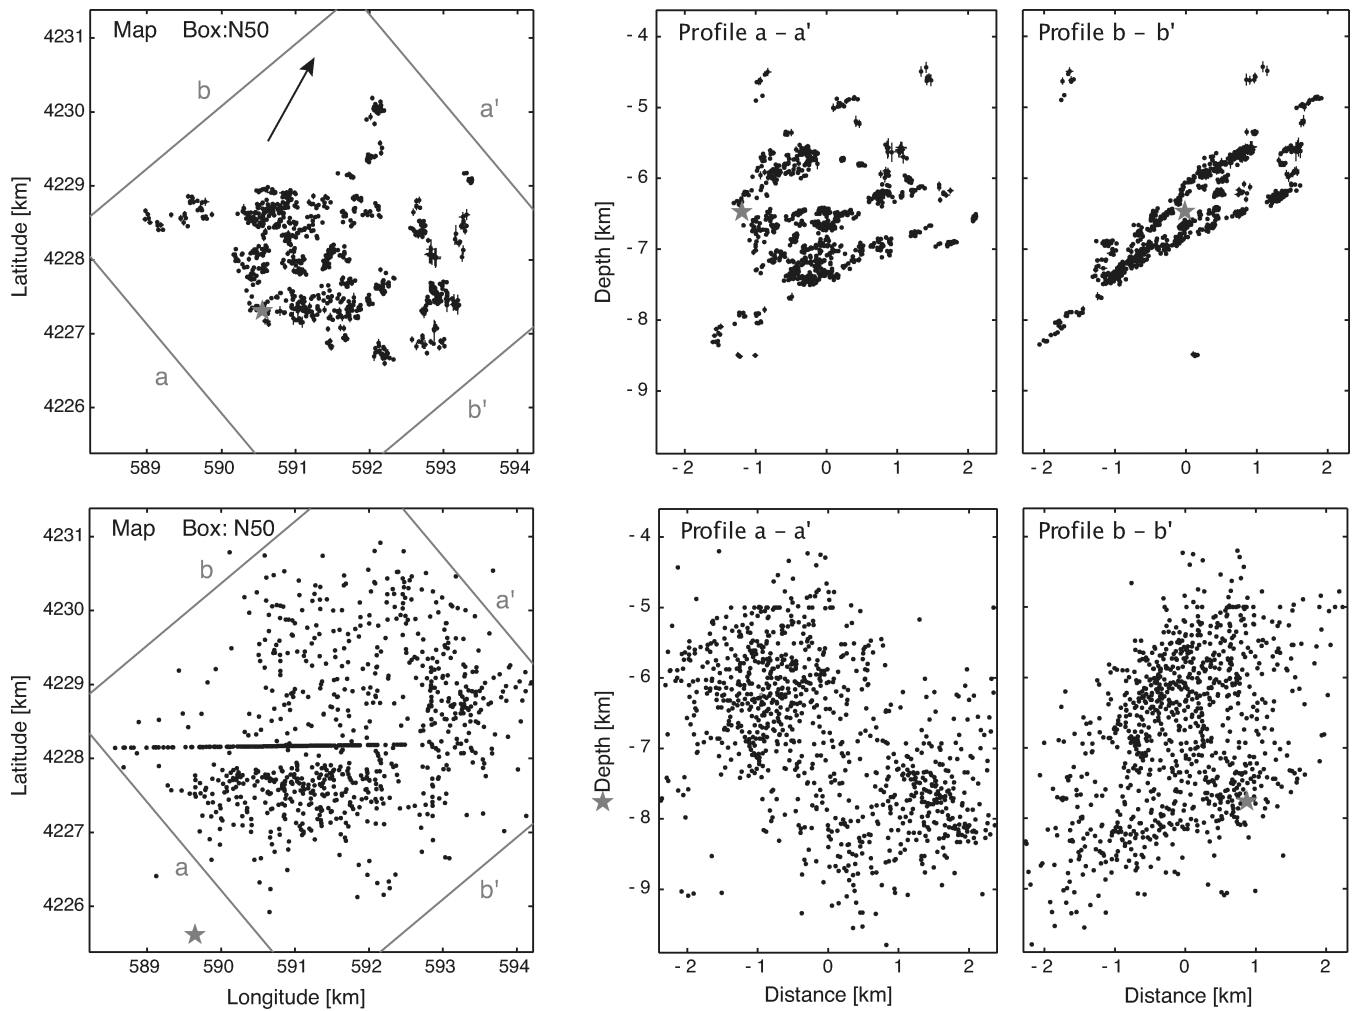 Map Box:N50
4231
4230
4229
4228
4227
4226
Latitude [km]
b
a'
a
b'
589 590 591 592 593 594
Profile a - a'
- 4
- 5
- 6
- 7
- 8
- 9
Depth [km]
- 2 - 1 0 1 2
Profile b - b'
- 2 - 1 0 1 2
Map Box: N50
4231
4230
4229
4228
4227
4226
Latitude [km]
b
a'
a
b'
589 590 591 592 593 594
Longitude [km]
Profile a - a'
- 4
- 5
- 6
- 7
- 8
- 9
Depth [km]
- 2 - 1 0 1 2
Distance [km]
Profile b - b'
- 2 - 1 0 1 2
Distance [km]